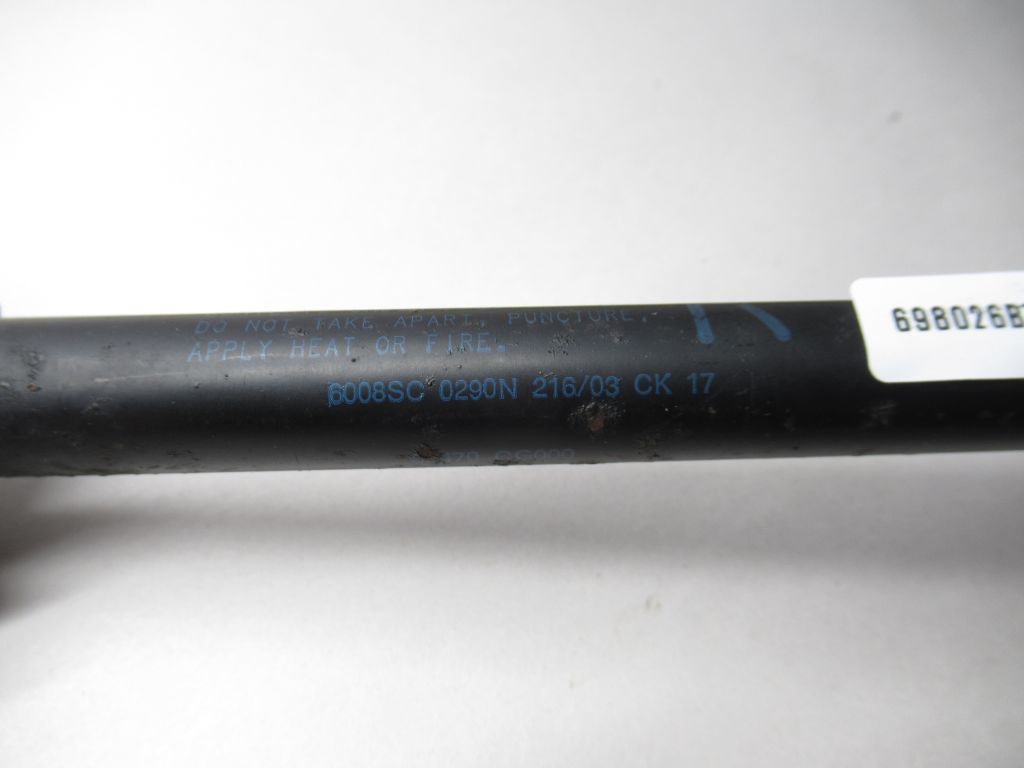 DO NOT TAKE APART, PUNCTURE,
APPLY HEAT OR FIRE.
6008SC 0290N 216/03 CK 17
698026B